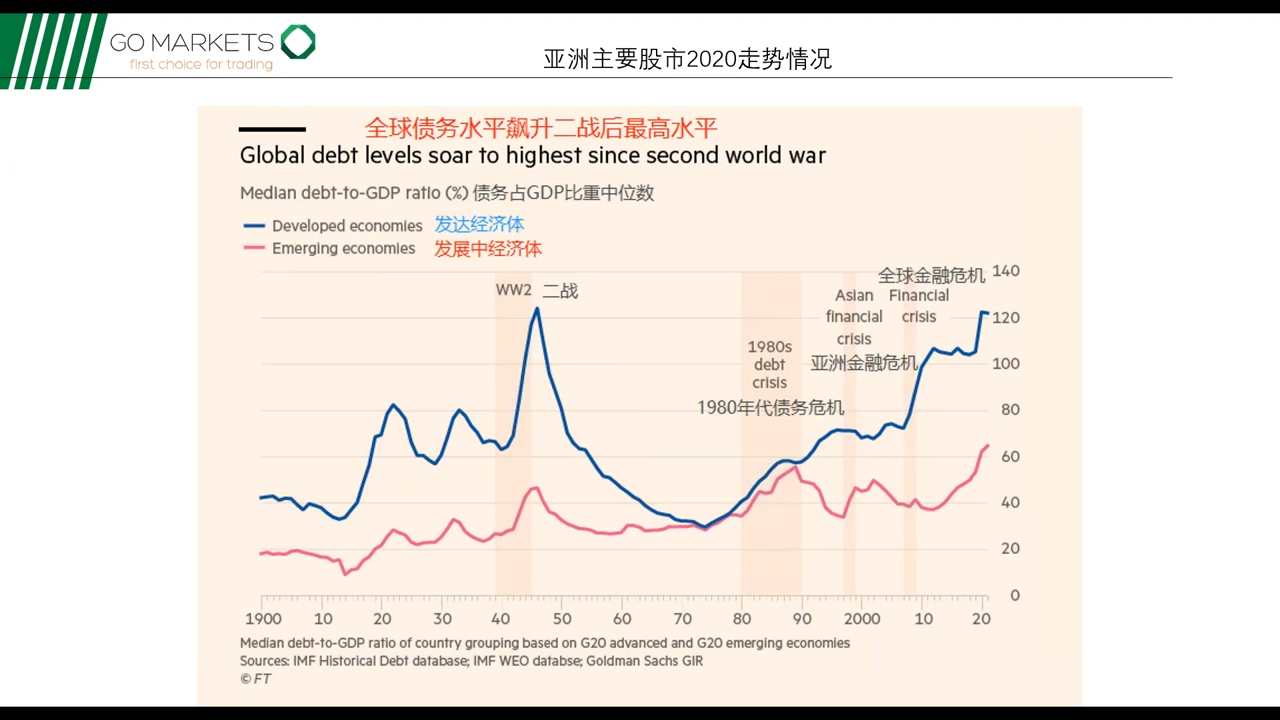 GO MARKETS
first choice for trading
亚洲主要股市2020走势情况
全球债务水平飙升二战后最高水平
Global debt levels soar to highest since second world war
Median debt-to-GDP ratio (%) 债务占GDP比重中位数
Developed economies 发达经济体
Emerging economies 发展中经济体
WW2 二战
1980s
debt
crisis
1980年代债务危机
Asian
financial
crisis
亚洲金融危机
全球金融危机
Financial
crisis
140
120
100
80
60
40
20
0
1900 10 20 30 40 50 60 70 80 90 2000 10 20
Median debt-to-GDP ratio of country grouping based on G20 advanced and G20 emerging economies
Sources: IMF Historical Debt database; IMF WEO databse; Goldman Sachs GIR
© FT